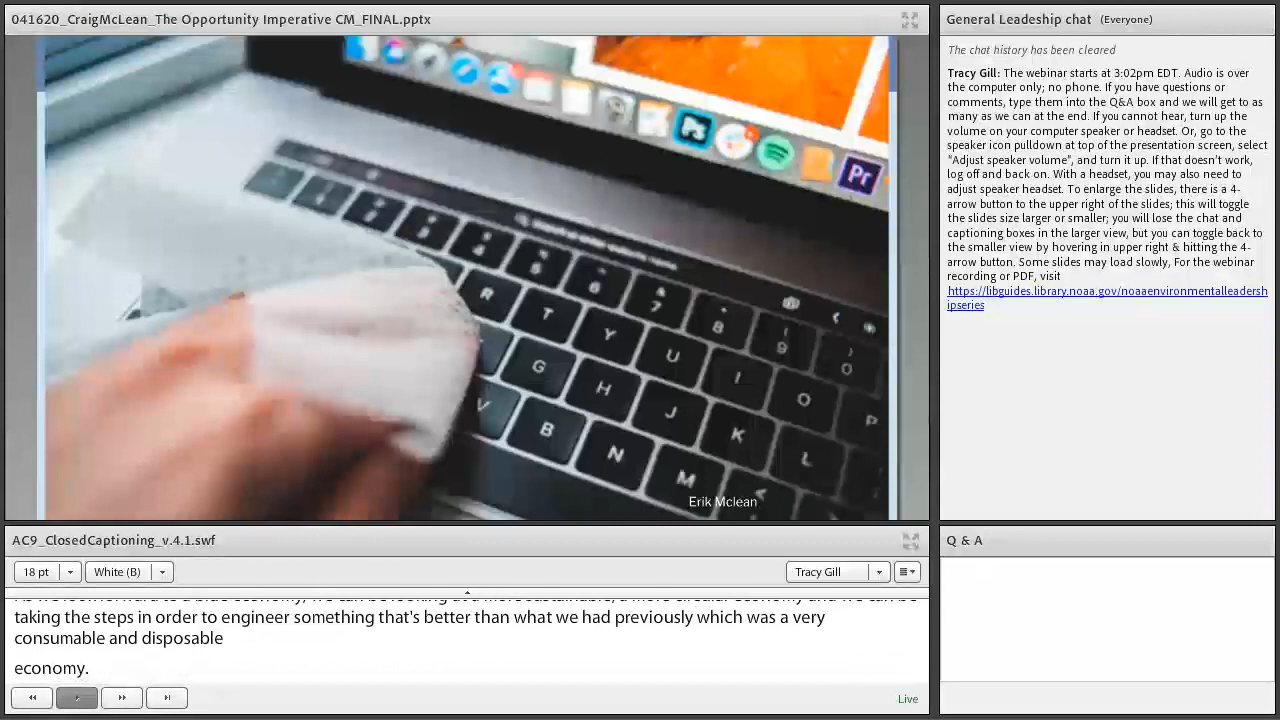 041620_CraigMcLean_The Opportunity Imperative CM_FINAL.pptx
Ps
Pr
R
T
Y
U
I
O
P
G
H
J
K
L
V
B
N
M
Erik Mclean
General Leadership chat (Everyone)
The chat history has been cleared
Tracy Gill: The webinar starts at 3:02pm EDT. Audio is over
the computer only; no phone. If you have questions or
comments, type them into the Q&A box and we will get to as
many as we can at the end. If you cannot hear, turn up the
volume on your computer speaker or headset. Or, go to the
speaker icon pulldown at top of the presentation screen, select
"Adjust speaker volume", and turn it up. If that doesn't work,
log off and back on. With a headset, you may also need to
adjust speaker headset. To enlarge the slides, there is a 4-
arrow button to the upper right of the slides; this will toggle
the slides size larger or smaller; you will lose the chat and
captioning boxes in the larger view, but you can toggle back to
the smaller view by hovering in upper right & hitting the 4-
arrow button. Some slides may load slowly, For the webinar
recording or PDF, visit
https://libguides.library.noaa.gov/noaaenvironmentalleadersh
ipseries
AC9_ClosedCaptioning_v.4.1.swf
18 pt
White (B)
Tracy Gill
taking the steps in order to engineer something that's better than what we had previously which was a very
consumable and disposable
economy.
Live
Q & A